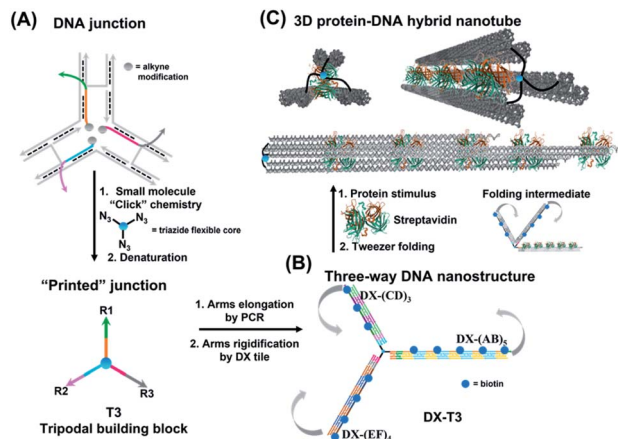 (A)
DNA junction
= alkyne
modification
1. Small molecule
"Click" chemistry
N3
N3
N3
= triazide flexible core
2. Denaturation
"Printed" junction
R1
R2
R3
T3
Tripodal building block
1. Arms elongation
by PCR
2. Arms rigidification
by DX tile
(C) 3D protein-DNA hybrid nanotube
1. Protein stimulus
Streptavidin
2. Tweezer folding
Folding intermediate
(B)
Three-way DNA nanostructure
DX-(CD)3
DX-(AB)5
= biotin
DX-(EF)4
DX-T3